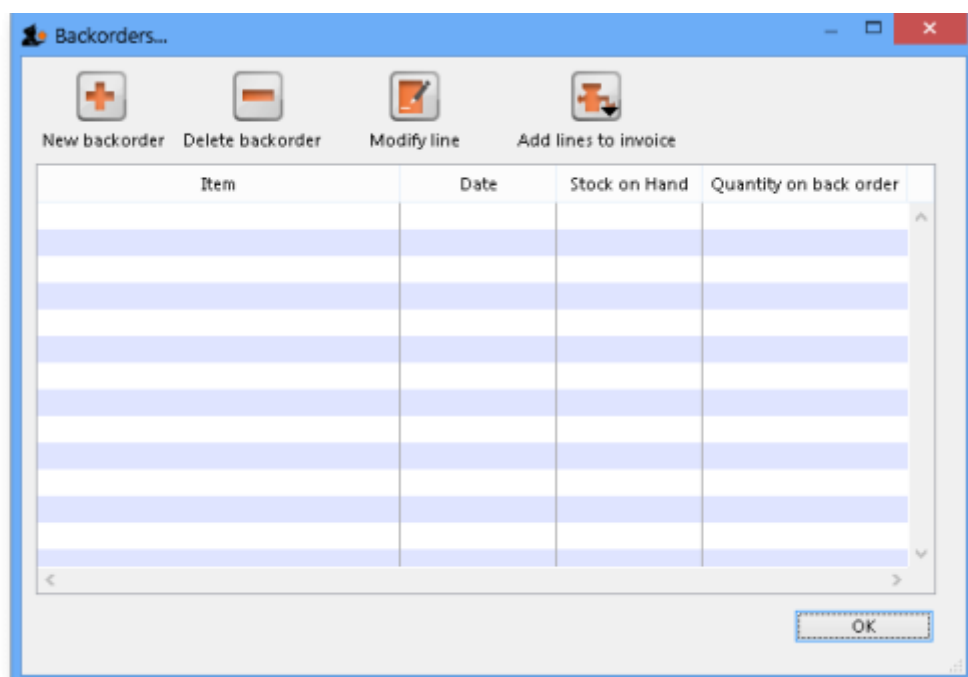 Backorders...
New backorder Delete backorder Modify line Add lines to invoice
Item Date Stock on Hand Quantity on back order
OK